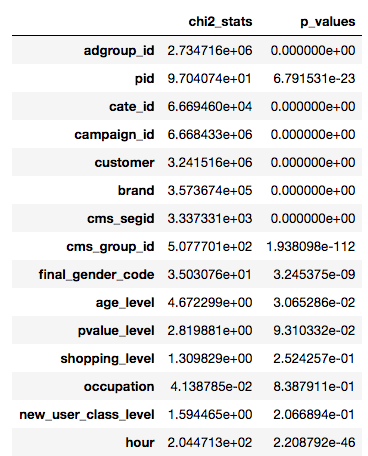 chi2_stats p_values
adgroup_id 2.734716e+06 0.000000e+00
pid 9.704074e+01 6.791531e-23
cate_id 6.669460e+04 0.000000e+00
campaign_id 6.668433e+06 0.000000e+00
customer 3.241516e+06 0.000000e+00
brand 3.573674e+05 0.000000e+00
cms_segid 3.337331e+03 0.000000e+00
cms_group_id 5.077701e+02 1.938098e-112
final_gender_code 3.503076e+01 3.245375e-09
age_level 4.672299e+00 3.065286e-02
pvalue_level 2.819881e+00 9.310332e-02
shopping_level 1.309829e+00 2.524257e-01
occupation 4.138785e-02 8.387911e-01
new_user_class_level 1.594465e+00 2.066894e-01
hour 2.044713e+02 2.208792e-46